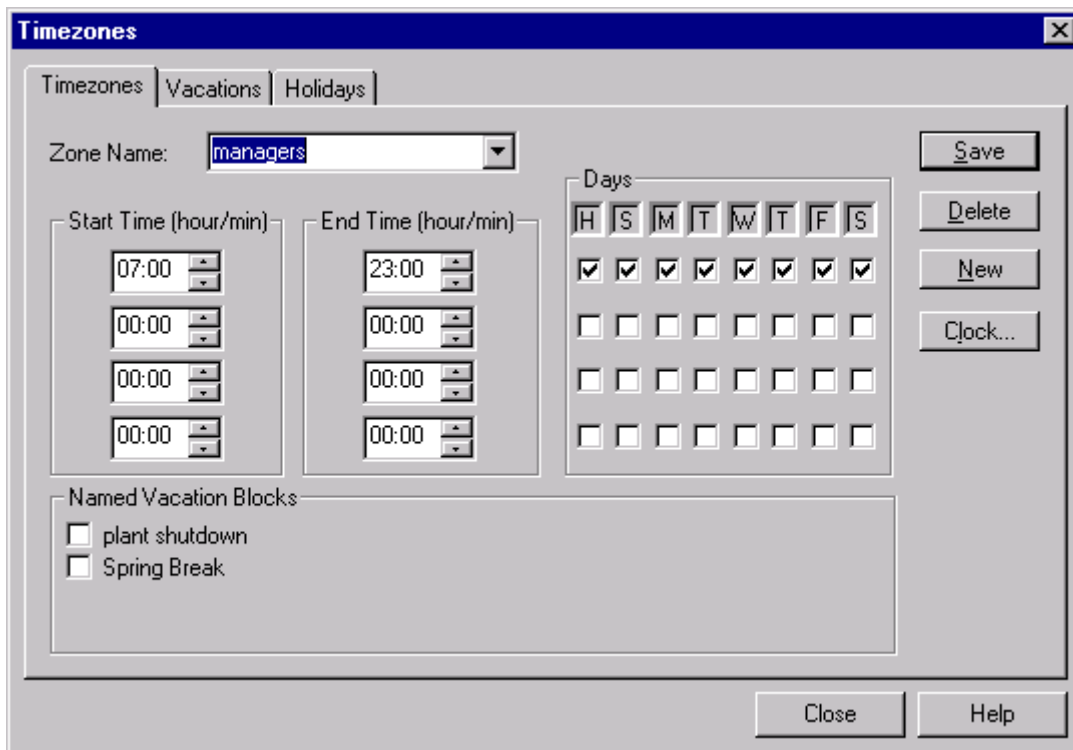 Timezones
Timezones Vacations Holidays
Zone Name: managers
Save
Days
Delete
Start Time (hour/min) End Time (hour/min) H S M T W T F S
07:00 23:00
New
00:00 00:00
Clock...
00:00 00:00
00:00 00:00
Named Vacation Blocks
plant shutdown
Spring Break
Close Help